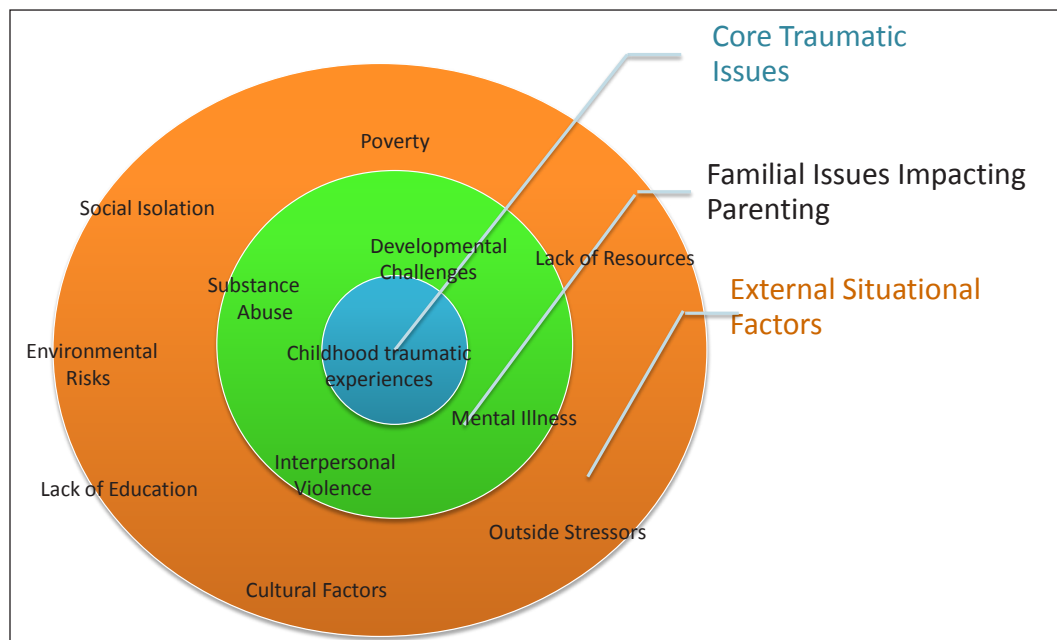 Core Traumatic
Issues
Familial Issues Impacting
Parenting
External Situational
Factors
Poverty
Social Isolation
Developmental
Challenges
Lack of Resources
Substance
Abuse
Environmental
Risks
Childhood traumatic
experiences
Mental Illness
Interpersonal
Violence
Lack of Education
Outside Stressors
Cultural Factors